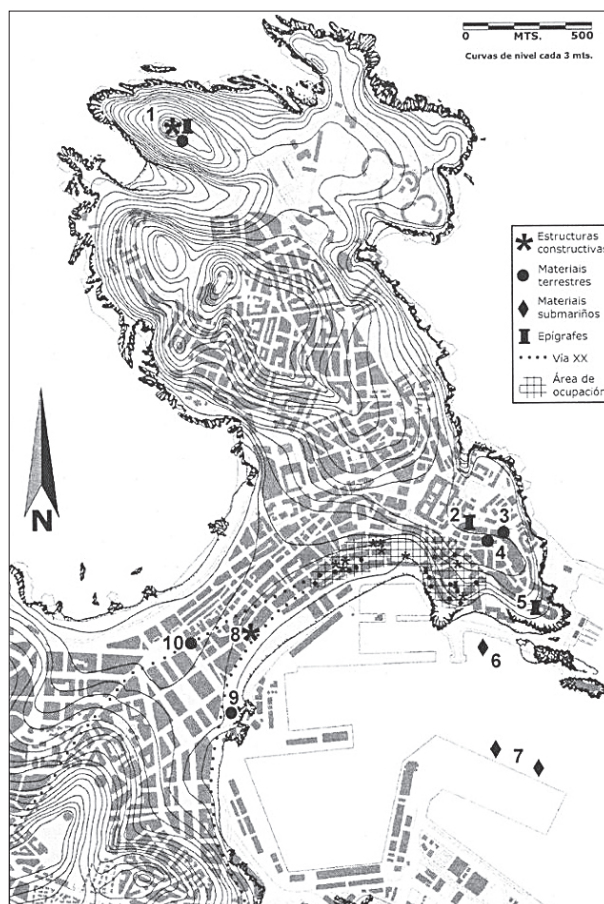 0 MTS. 500
Curvas de nivel cada 3 mts.
1
Estructuras
constructivas
Materiais
terrestres
Materiais
submariños
Epígrafes
Vía XX
Área de
ocupación
N
2
3
4
5
6
7
8
9
10